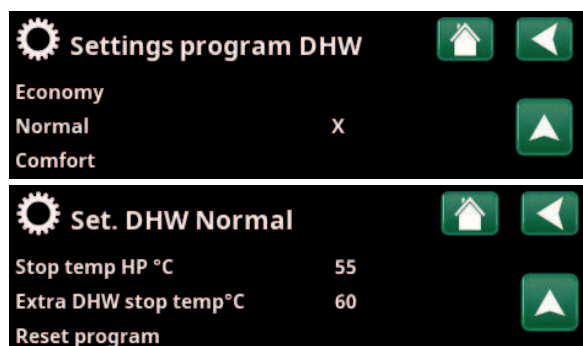 Settings program DHW
Economy
Normal X
Comfort
Set. DHW Normal
Stop temp HP °C 55
Extra DHW stop temp°C 60
Reset program